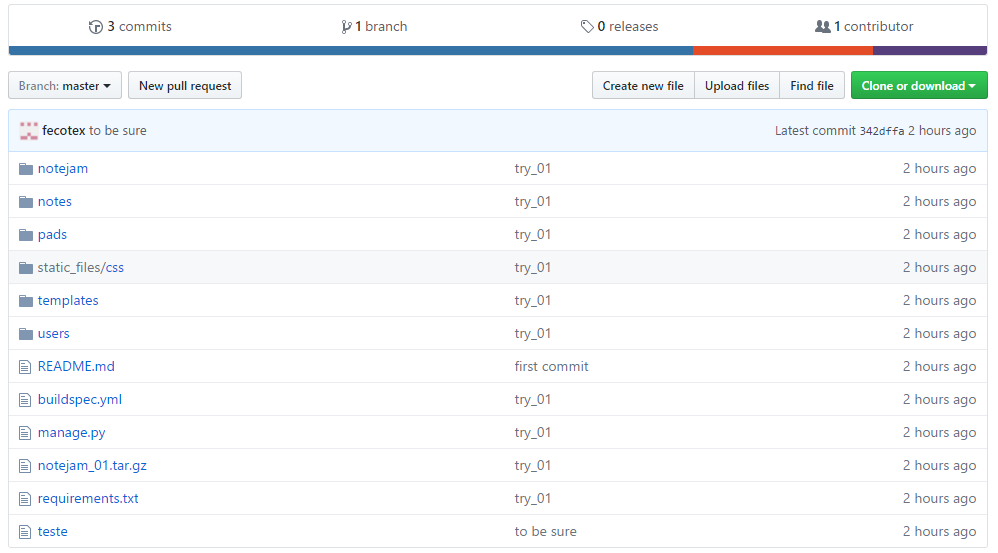 3 commits 1 branch 0 releases 1 contributor
Branch: master New pull request Create new file Upload files Find file Clone or download
fecotex to be sure Latest commit 342dffa 2 hours ago
notejam try_01 2 hours ago
notes try_01 2 hours ago
pads try_01 2 hours ago
static_files/css try_01 2 hours ago
templates try_01 2 hours ago
users try_01 2 hours ago
README.md first commit 2 hours ago
buildspec.yml try_01 2 hours ago
manage.py try_01 2 hours ago
notejam_01.tar.gz try_01 2 hours ago
requirements.txt try_01 2 hours ago
teste to be sure 2 hours ago